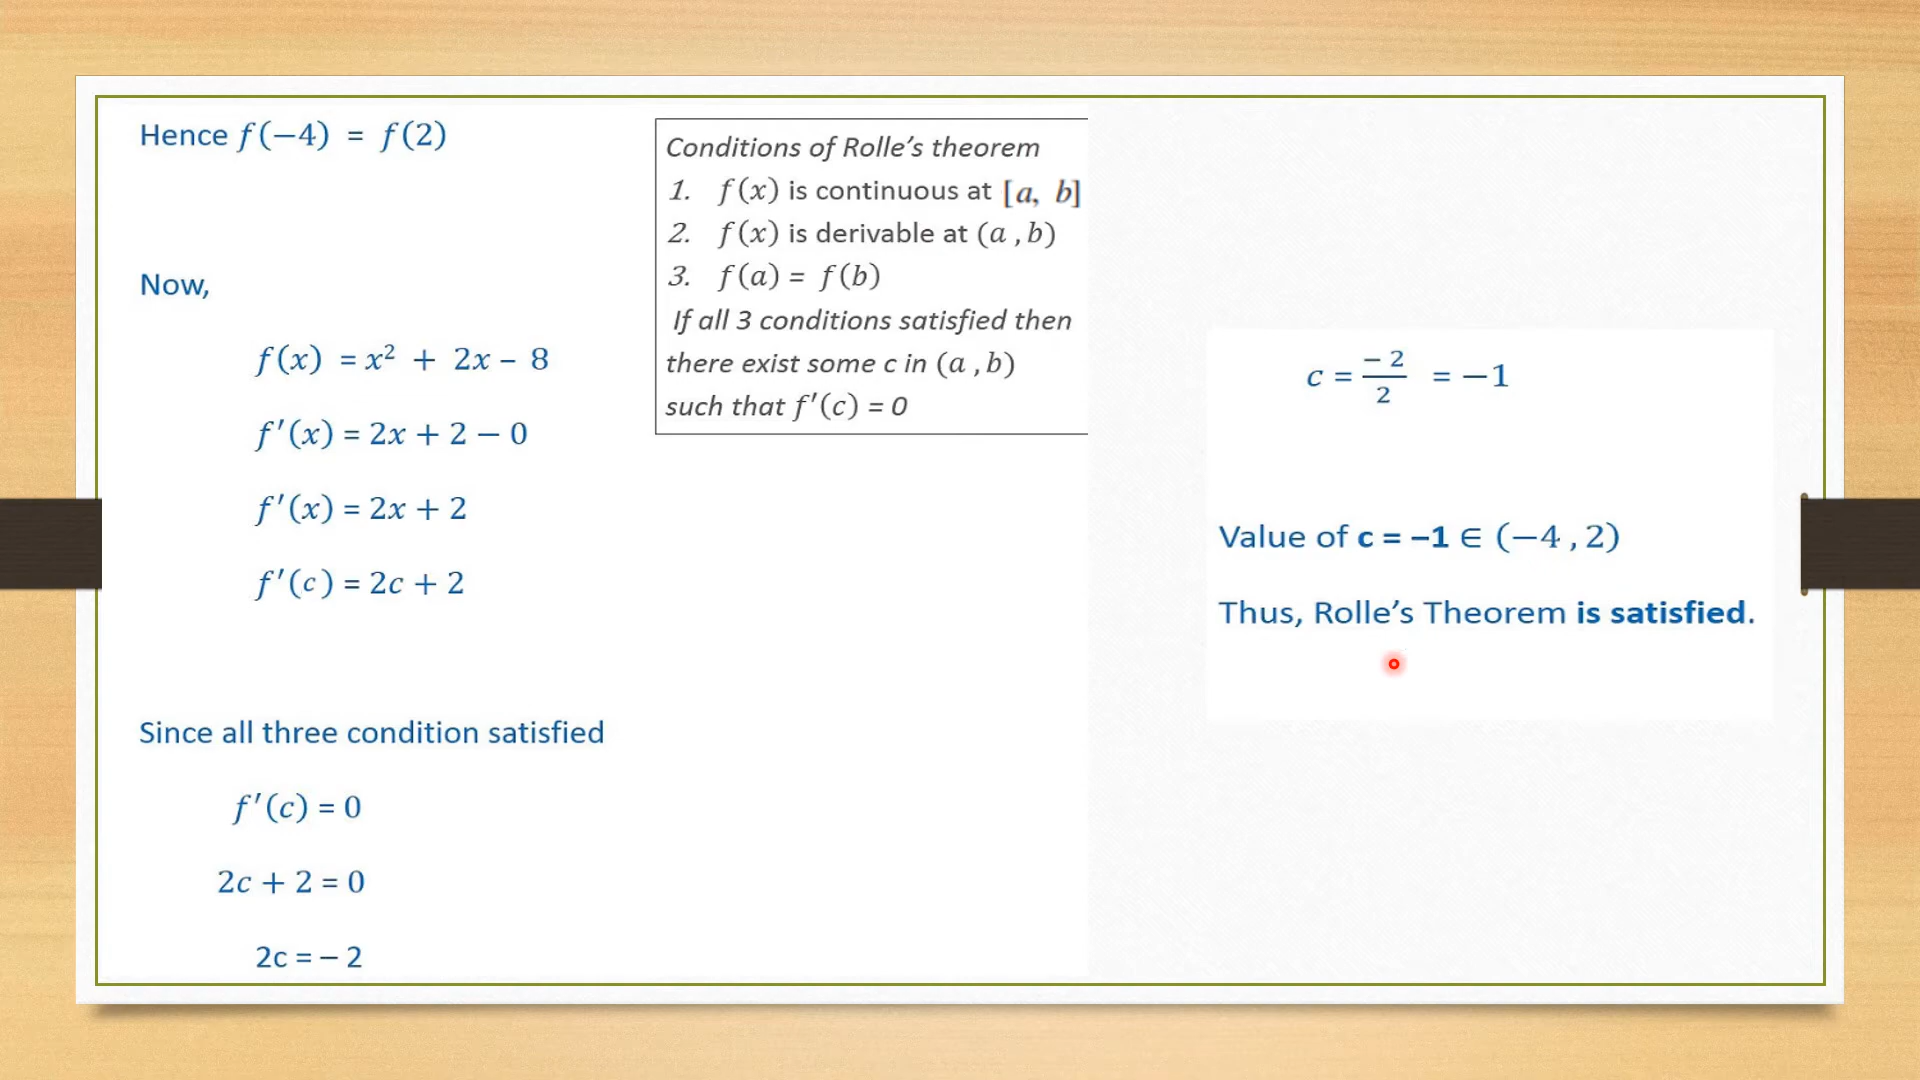 Hence f(−4) = f(2)
Now,
f(x) = x² + 2x – 8
f′(x) = 2x + 2 − 0
f′(x) = 2x + 2
f′(c) = 2c + 2
Since all three condition satisfied
f′(c) = 0
2c + 2 = 0
2c = – 2
Conditions of Rolle’s theorem
1. f(x) is continuous at [a, b]
2. f(x) is derivable at (a , b)
3. f(a) = f(b)
If all 3 conditions satisfied then
there exist some c in (a , b)
such that f′(c) = 0
c = −2/2 = −1
Value of c = –1 ∈ (−4 , 2)
Thus, Rolle’s Theorem is satisfied.